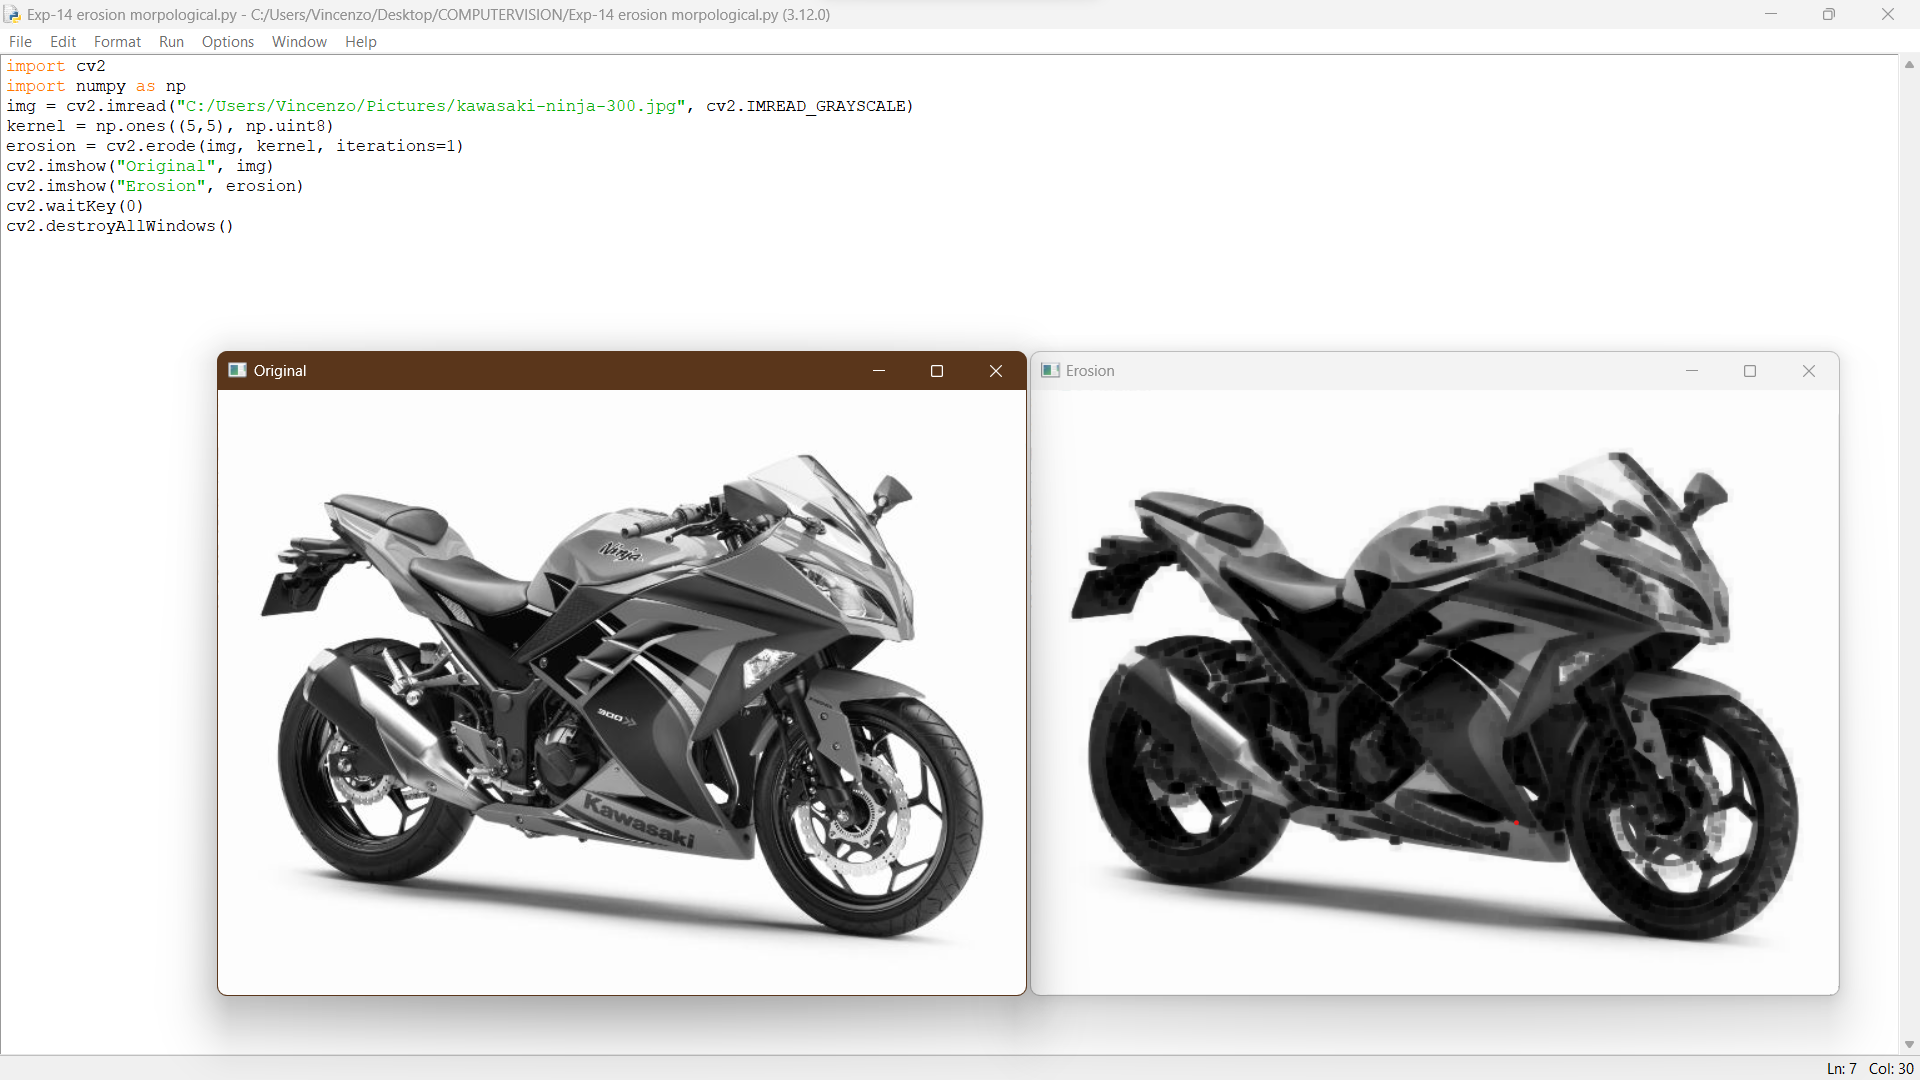 Exp-14 erosion morpological.py - C:/Users/Vincenzo/Desktop/COMPUTERVISION/Exp-14 erosion morpological.py (3.12.0)
File Edit Format Run Options Window Help
import cv2
import numpy as np
img = cv2.imread("C:/Users/Vincenzo/Pictures/kawasaki-ninja-300.jpg", cv2.IMREAD_GRAYSCALE)
kernel = np.ones((5,5), np.uint8)
erosion = cv2.erode(img, kernel, iterations=1)
cv2.imshow("Original", img)
cv2.imshow("Erosion", erosion)
cv2.waitKey(0)
cv2.destroyAllWindows()
Original
Erosion
Ninja
300
Kawasaki
Ln: 7 Col: 30